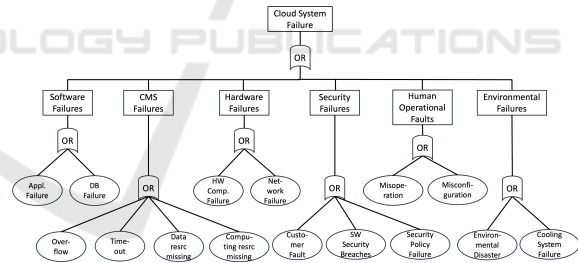 Cloud System
Failure
OLOGY PUBLICATIONS
OR
Software
Failures
CMS
Failures
Hardware
Failures
Security
Failures
Human
Operational
Faults
Environmental
Failures
OR
OR
OR
OR
OR
OR
Appl.
Failure
DB
Failure
HW
Comp.
Failure
Net-
work
Failure
Misope-
ration
Misconfi-
guration
Over-
flow
Time-
out
Data
resrc
missing
Compu-
ting resrc
missing
Custo-
mer
Fault
SW
Security
Breaches
Security
Policy
Failure
Environ-
mental
Disaster
Cooling
System
Failure